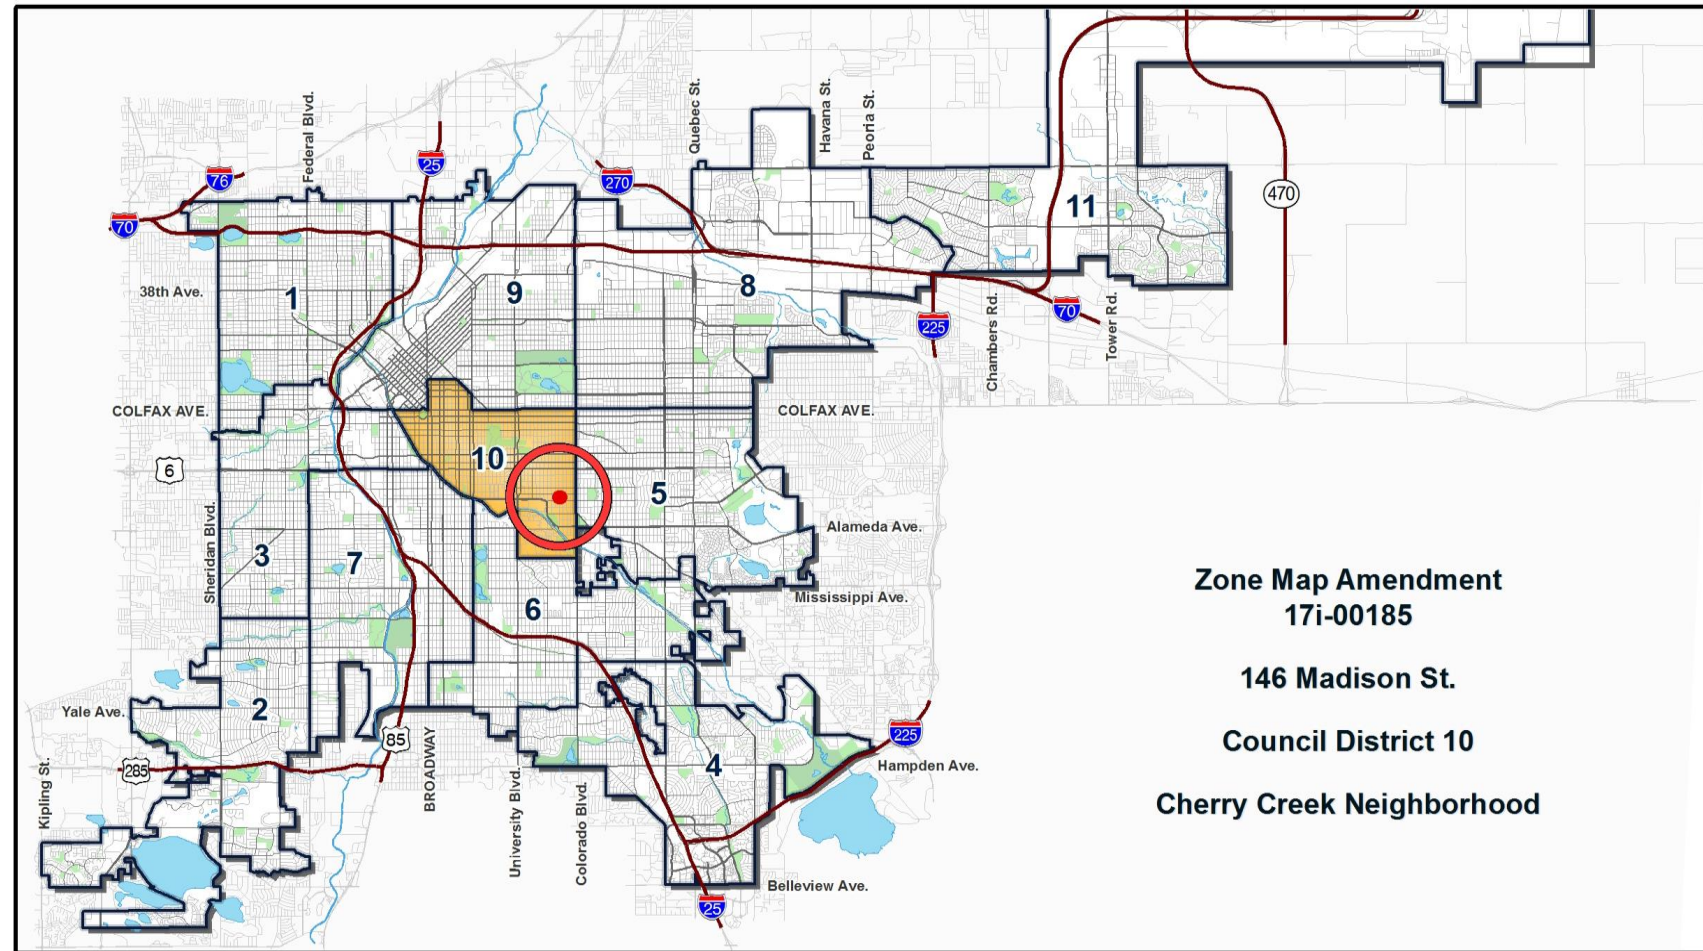 Federal Blvd.
Quebec St.
Havana St.
Peoria St.
76
25
270
70
470
11
38th Ave.
1
9
8
225
Chambers Rd.
70
Tower Rd.
COLFAX AVE.
COLFAX AVE.
6
10
5
Sheridan Blvd.
3
7
Alameda Ave.
Mississippi Ave.
6
Zone Map Amendment
17i-00185
146 Madison St.
Council District 10
Cherry Creek Neighborhood
Yale Ave.
2
85
BROADWAY
225
285
4
Hampden Ave.
Kipling St.
University Blvd.
Colorado Blvd.
Belleview Ave.
25